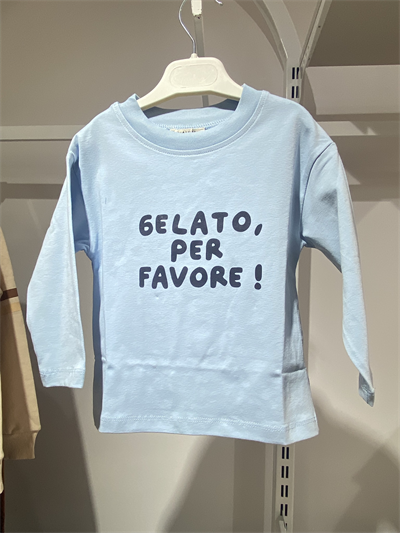 GELATO,
PER
FAVORE !